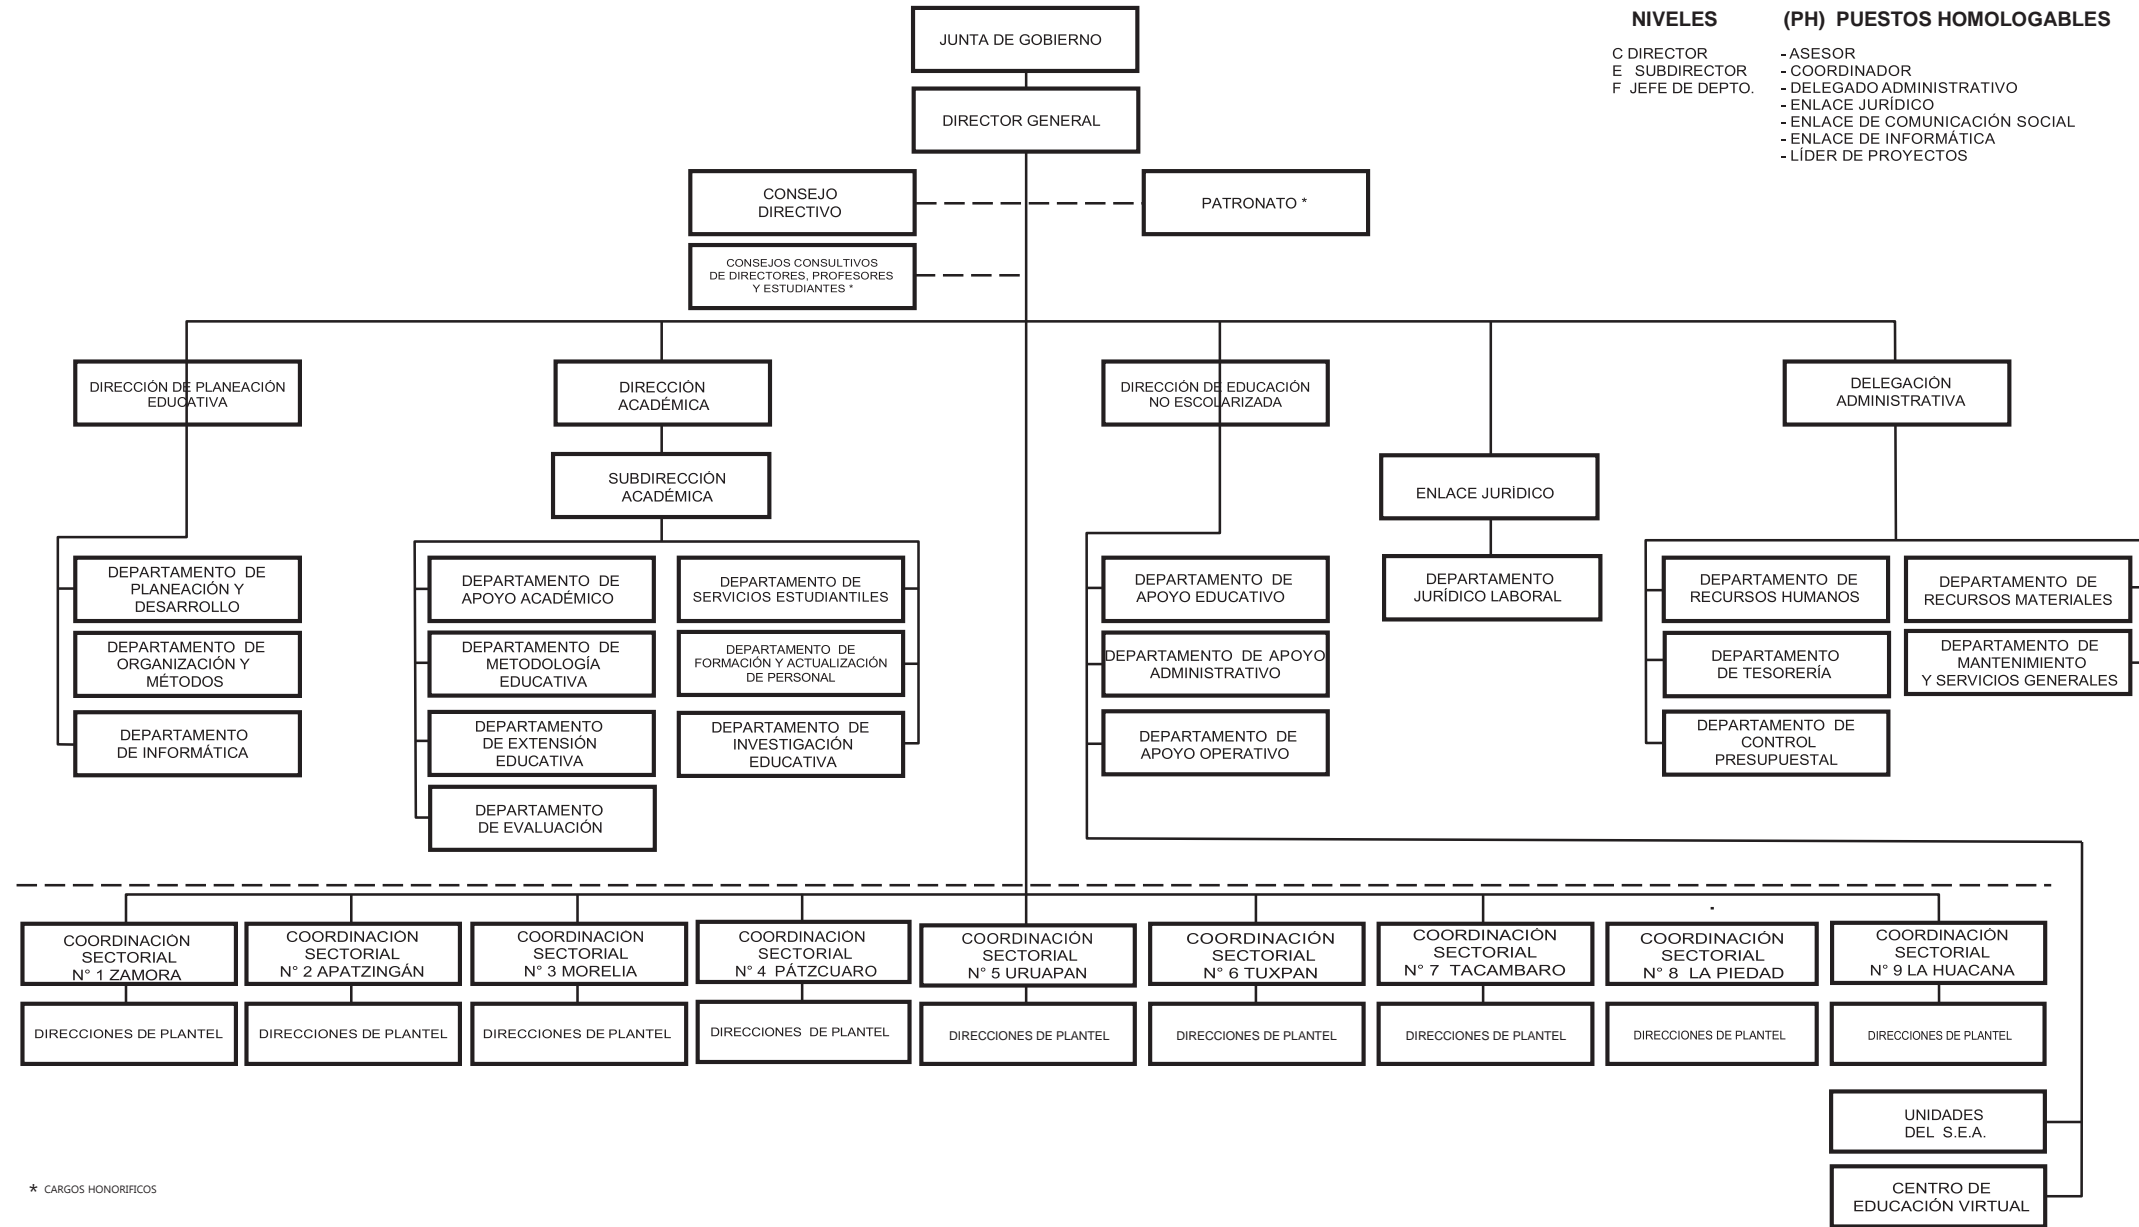 JUNTA DE GOBIERNO
DIRECTOR GENERAL
NIVELES
C DIRECTOR
E SUBDIRECTOR
F JEFE DE DEPTO.
(PH) PUESTOS HOMOLOGABLES
- ASESOR
- COORDINADOR
- DELEGADO ADMINISTRATIVO
- ENLACE JURÍDICO
- ENLACE DE COMUNICACIÓN SOCIAL
- ENLACE DE INFORMÁTICA
- LÍDER DE PROYECTOS
CONSEJO
DIRECTIVO
PATRONATO *
CONSEJOS CONSULTIVOS
DE DIRECTORES, PROFESORES
Y ESTUDIANTES *
DIRECCIÓN DE PLANEACIÓN
EDUCATIVA
DIRECCIÓN
ACADÉMICA
DIRECCIÓN DE EDUCACIÓN
NO ESCOLARIZADA
DELEGACIÓN
ADMINISTRATIVA
SUBDIRECCIÓN
ACADÉMICA
ENLACE JURÍDICO
DEPARTAMENTO DE
PLANEACIÓN Y
DESARROLLO
DEPARTAMENTO DE
ORGANIZACIÓN Y
MÉTODOS
DEPARTAMENTO
DE INFORMÁTICA
DEPARTAMENTO DE
APOYO ACADÉMICO
DEPARTAMENTO DE
METODOLOGÍA
EDUCATIVA
DEPARTAMENTO
DE EXTENSIÓN
EDUCATIVA
DEPARTAMENTO
DE EVALUACIÓN
DEPARTAMENTO DE
SERVICIOS ESTUDIANTILES
DEPARTAMENTO DE
FORMACIÓN Y ACTUALIZACIÓN
DE PERSONAL
DEPARTAMENTO DE
INVESTIGACIÓN
EDUCATIVA
DEPARTAMENTO DE
APOYO EDUCATIVO
DEPARTAMENTO DE APOYO
ADMINISTRATIVO
DEPARTAMENTO DE
APOYO OPERATIVO
DEPARTAMENTO
JURÍDICO LABORAL
DEPARTAMENTO DE
RECURSOS HUMANOS
DEPARTAMENTO
DE TESORERÍA
DEPARTAMENTO DE
CONTROL
PRESUPUESTAL
DEPARTAMENTO DE
RECURSOS MATERIALES
DEPARTAMENTO DE
MANTENIMIENTO
Y SERVICIOS GENERALES
COORDINACIÓN
SECTORIAL
N° 1 ZAMORA
COORDINACIÓN
SECTORIAL
N° 2 APATZINGÁN
COORDINACIÓN
SECTORIAL
N° 3 MORELIA
COORDINACIÓN
SECTORIAL
N° 4 PÁTZCUARO
COORDINACIÓN
SECTORIAL
N° 5 URUAPAN
COORDINACIÓN
SECTORIAL
N° 6 TUXPAN
COORDINACIÓN
SECTORIAL
N° 7 TACAMBARO
COORDINACIÓN
SECTORIAL
N° 8 LA PIEDAD
COORDINACIÓN
SECTORIAL
N° 9 LA HUACANA
DIRECCIONES DE PLANTEL
DIRECCIONES DE PLANTEL
DIRECCIONES DE PLANTEL
DIRECCIONES DE PLANTEL
DIRECCIONES DE PLANTEL
DIRECCIONES DE PLANTEL
DIRECCIONES DE PLANTEL
DIRECCIONES DE PLANTEL
DIRECCIONES DE PLANTEL
UNIDADES
DEL S.E.A.
CENTRO DE
EDUCACIÓN VIRTUAL
* CARGOS HONORIFICOS